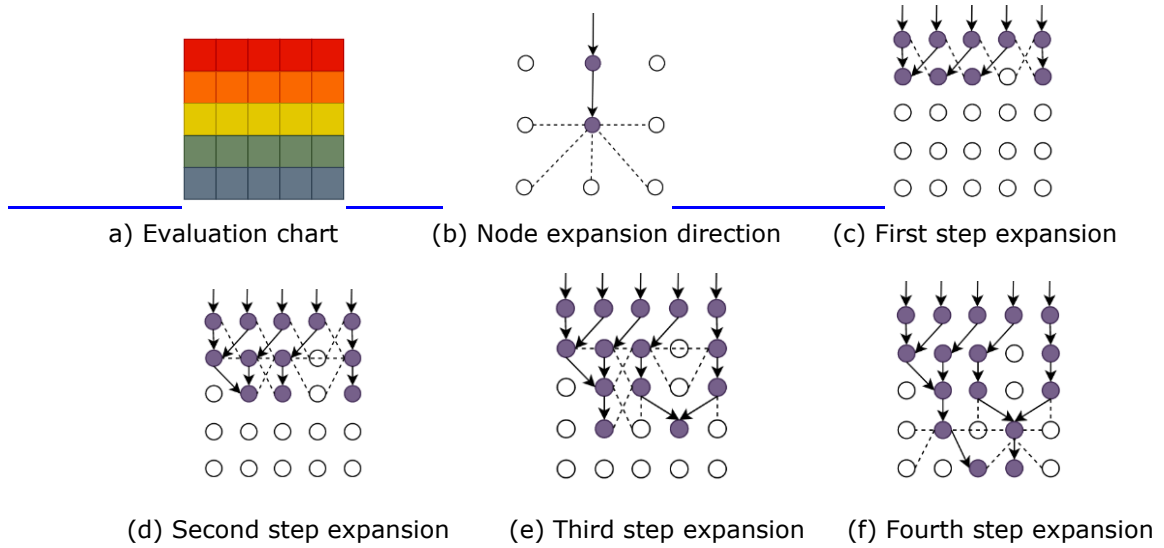 a) Evaluation chart
(b) Node expansion direction
(c) First step expansion
(d) Second step expansion
(e) Third step expansion
(f) Fourth step expansion